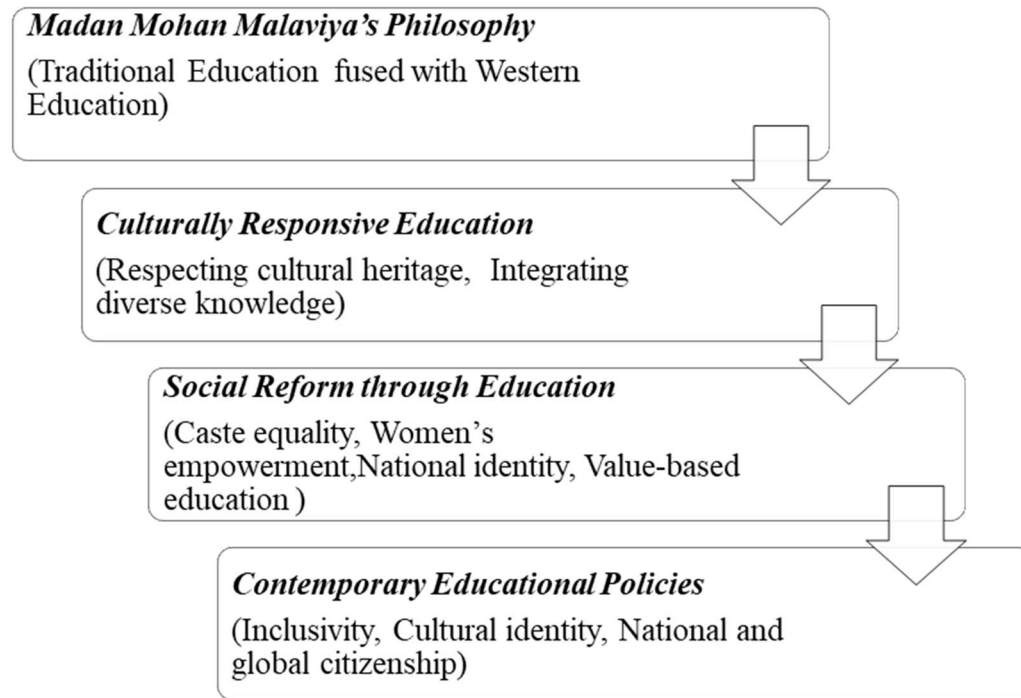 Madan Mohan Malaviya’s Philosophy
(Traditional Education fused with Western
Education)
Culturally Responsive Education
(Respecting cultural heritage, Integrating
diverse knowledge)
Social Reform through Education
(Caste equality, Women’s
empowerment,National identity, Value-based
education )
Contemporary Educational Policies
(Inclusivity, Cultural identity, National and
global citizenship)